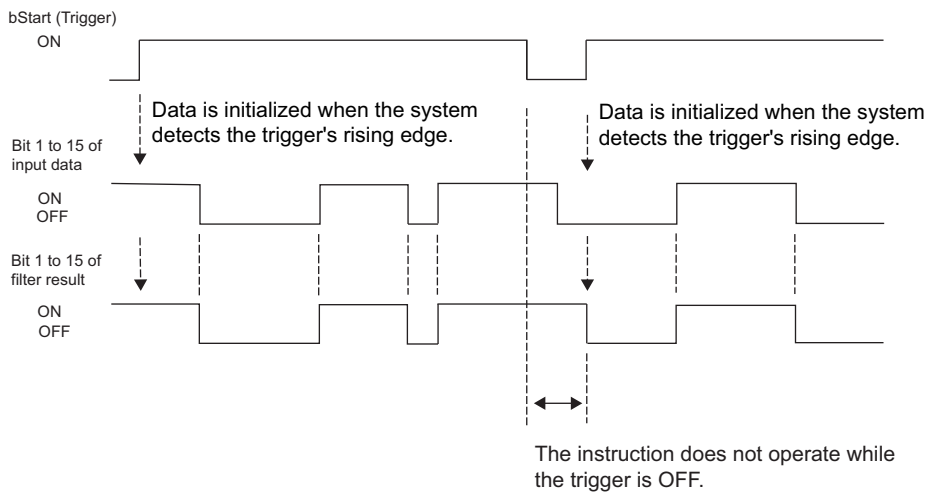 bStart (Trigger)
ON
Data is initialized when the system
detects the trigger's rising edge.
Data is initialized when the system
detects the trigger's rising edge.
Bit 1 to 15 of
input data
ON
OFF
Bit 1 to 15 of
filter result
ON
OFF
The instruction does not operate while
the trigger is OFF.